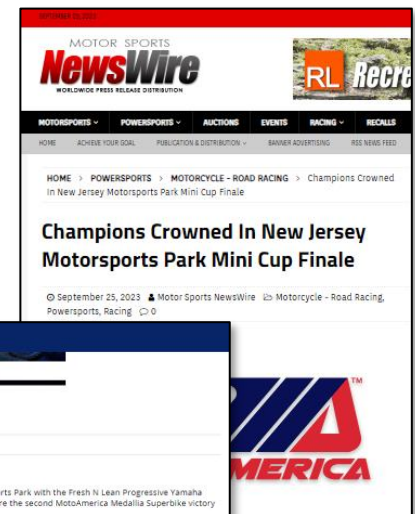 SEPTEMBER 25, 2023
MOTOR SPORTS
NewsWire
WORLDWIDE PRESS RELEASE DISTRIBUTION
RL Recre
MOTORSPORTS POWERSPORTS AUCTIONS EVENTS RACING RECALLS
HOME ACHIEVE YOUR GOAL PUBLICATION & DISTRIBUTION BANNER ADVERTISING RSS NEWS FEED
HOME > POWERSPORTS > MOTORCYCLE - ROAD RACING > Champions Crowned
In New Jersey Motorsports Park Mini Cup Finale
Champions Crowned In New Jersey
Motorsports Park Mini Cup Finale
September 25, 2023 Motor Sports NewsWire Motorcycle - Road Racing,
Powersports, Racing 0
TM
MERICA
rts Park with the Fresh N Lean Progressive Yamaha
re the second MotoAmerica Medallia Superbike victory